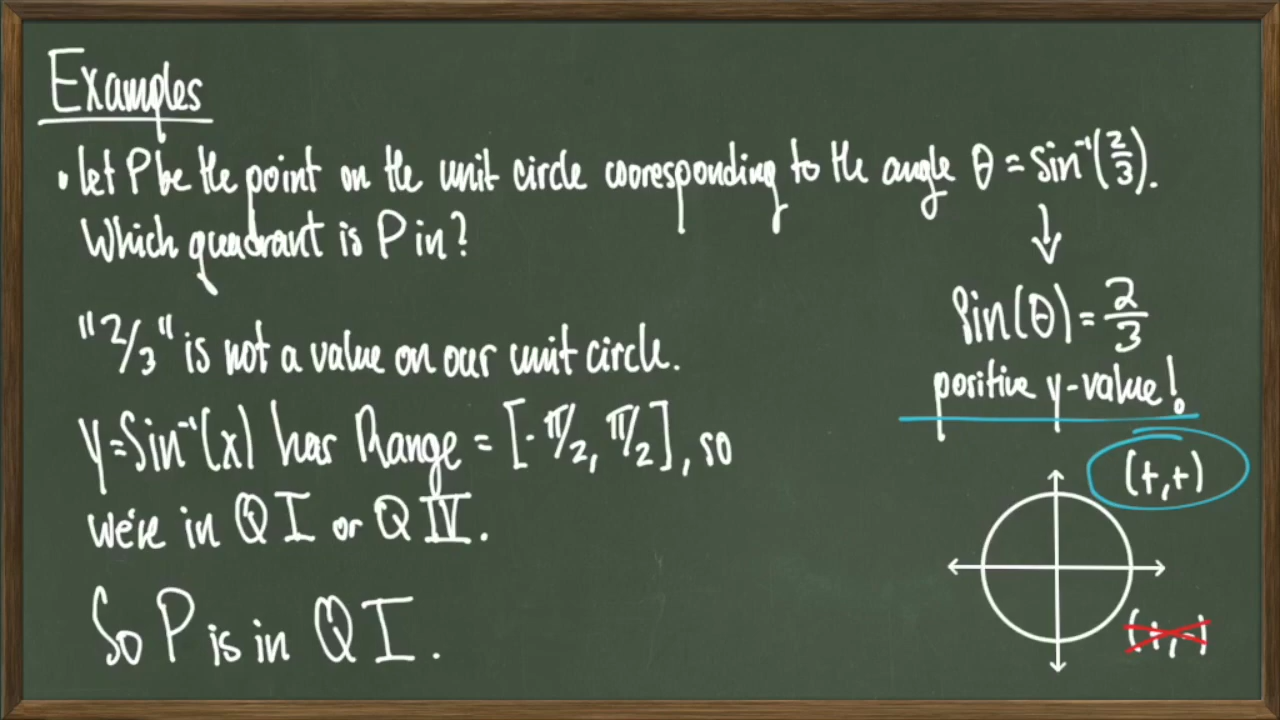 Examples
• Let P be the point on the unit circle cooresponding to the angle θ = Sin⁻¹(2/3).
Which quadrant is P in?
↓
Sin(θ) = 2/3
positive y-value!
"2/3" is not a value on our unit circle.
y=Sin⁻¹(x) has Range = [-π/2, π/2], so
we're in Q I or Q IV.
So P is in Q I.
(+,+)
(+,-)